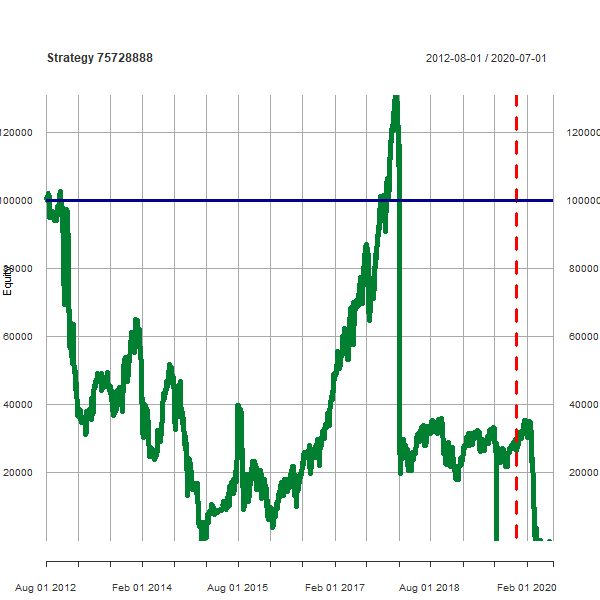 Strategy 75728888 2012-08-01 / 2020-07-01
120000 120000
100000 100000
80000 80000
Equity
60000 60000
40000 40000
20000 20000
Aug 01 2012 Feb 01 2014 Aug 01 2015 Feb 01 2017 Aug 01 2018 Feb 01 2020